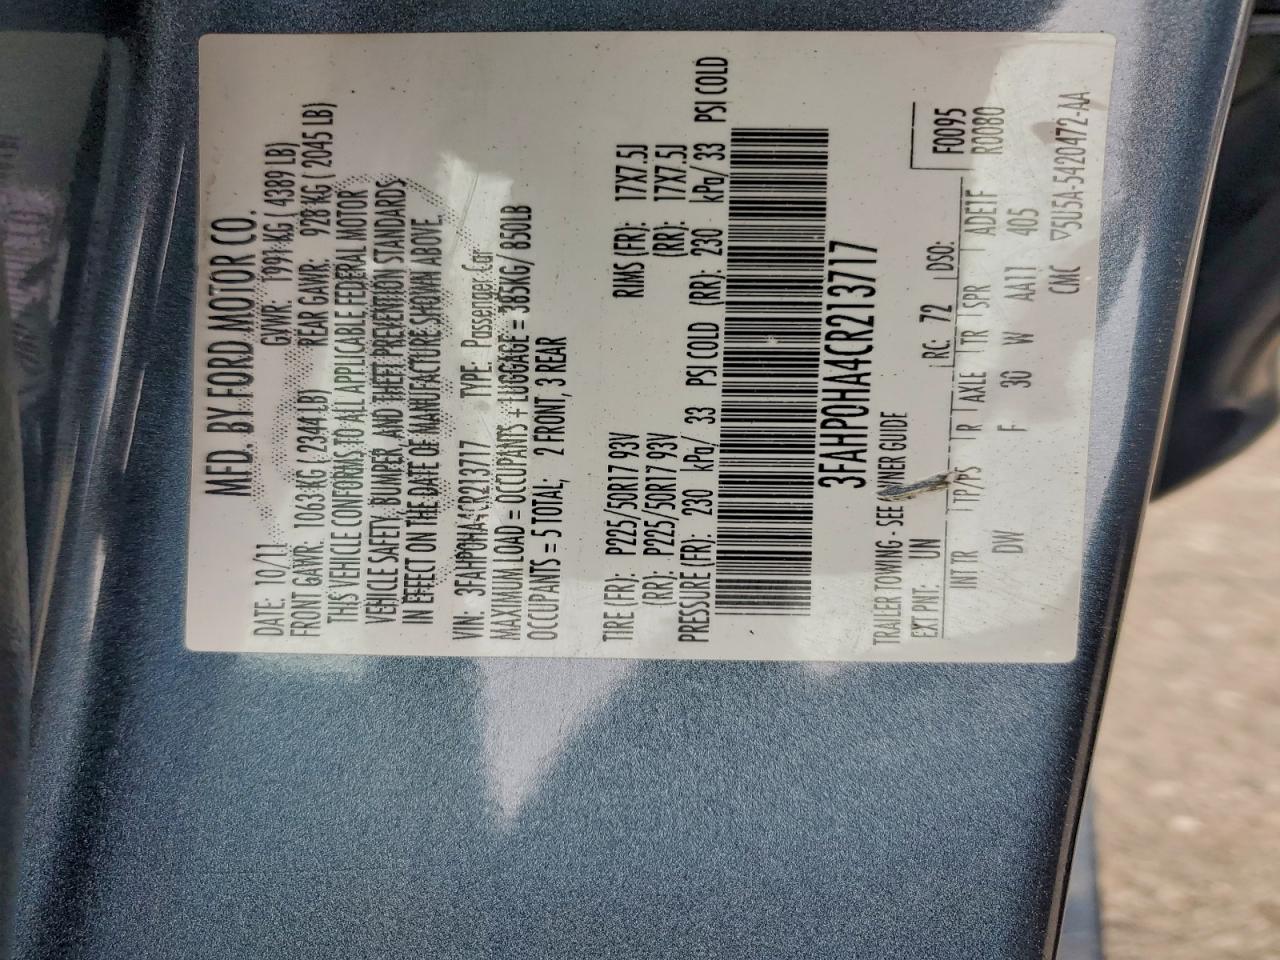 MFD. BY FORD MOTOR CO.
DATE: 10/11 GVWR: 1991 KG ( 4389 LB)
FRONT GAWR: 1063 KG ( 2344 LB) REAR GAWR: 928 KG ( 2045 LB)
THIS VEHICLE CONFORMS TO ALL APPLICABLE FEDERAL MOTOR
VEHICLE SAFETY, BUMPER, AND THEFT PREVENTION STANDARDS
IN EFFECT ON THE DATE OF MANUFACTURE SHOWN ABOVE.
VIN: 3FAHP0HA4CR213717 TYPE: Passenger Car
MAXIMUM LOAD = OCCUPANTS + LUGGAGE = 385KG/ 850LB
OCCUPANTS = 5 TOTAL, 2 FRONT, 3 REAR
TIRE (FR): P225/50R17 93V RIMS (FR): 17X7.5J
(RR): P225/50R17 93V (RR): 17X7.5J
PRESSURE (FR): 230 kPa/ 33 PSI COLD (RR): 230 kPa/ 33 PSI COLD
3FAHP0HA4CR213717
TRAILER TOWING - SEE OWNER GUIDE
EXT PNT: UN RC: 72 DSO: F0095
INT TR TP/PS R AXLE TR SPR ADETF R0080
DW F 30 W AA11 405
CMC ▽5U5A-5420472-AA